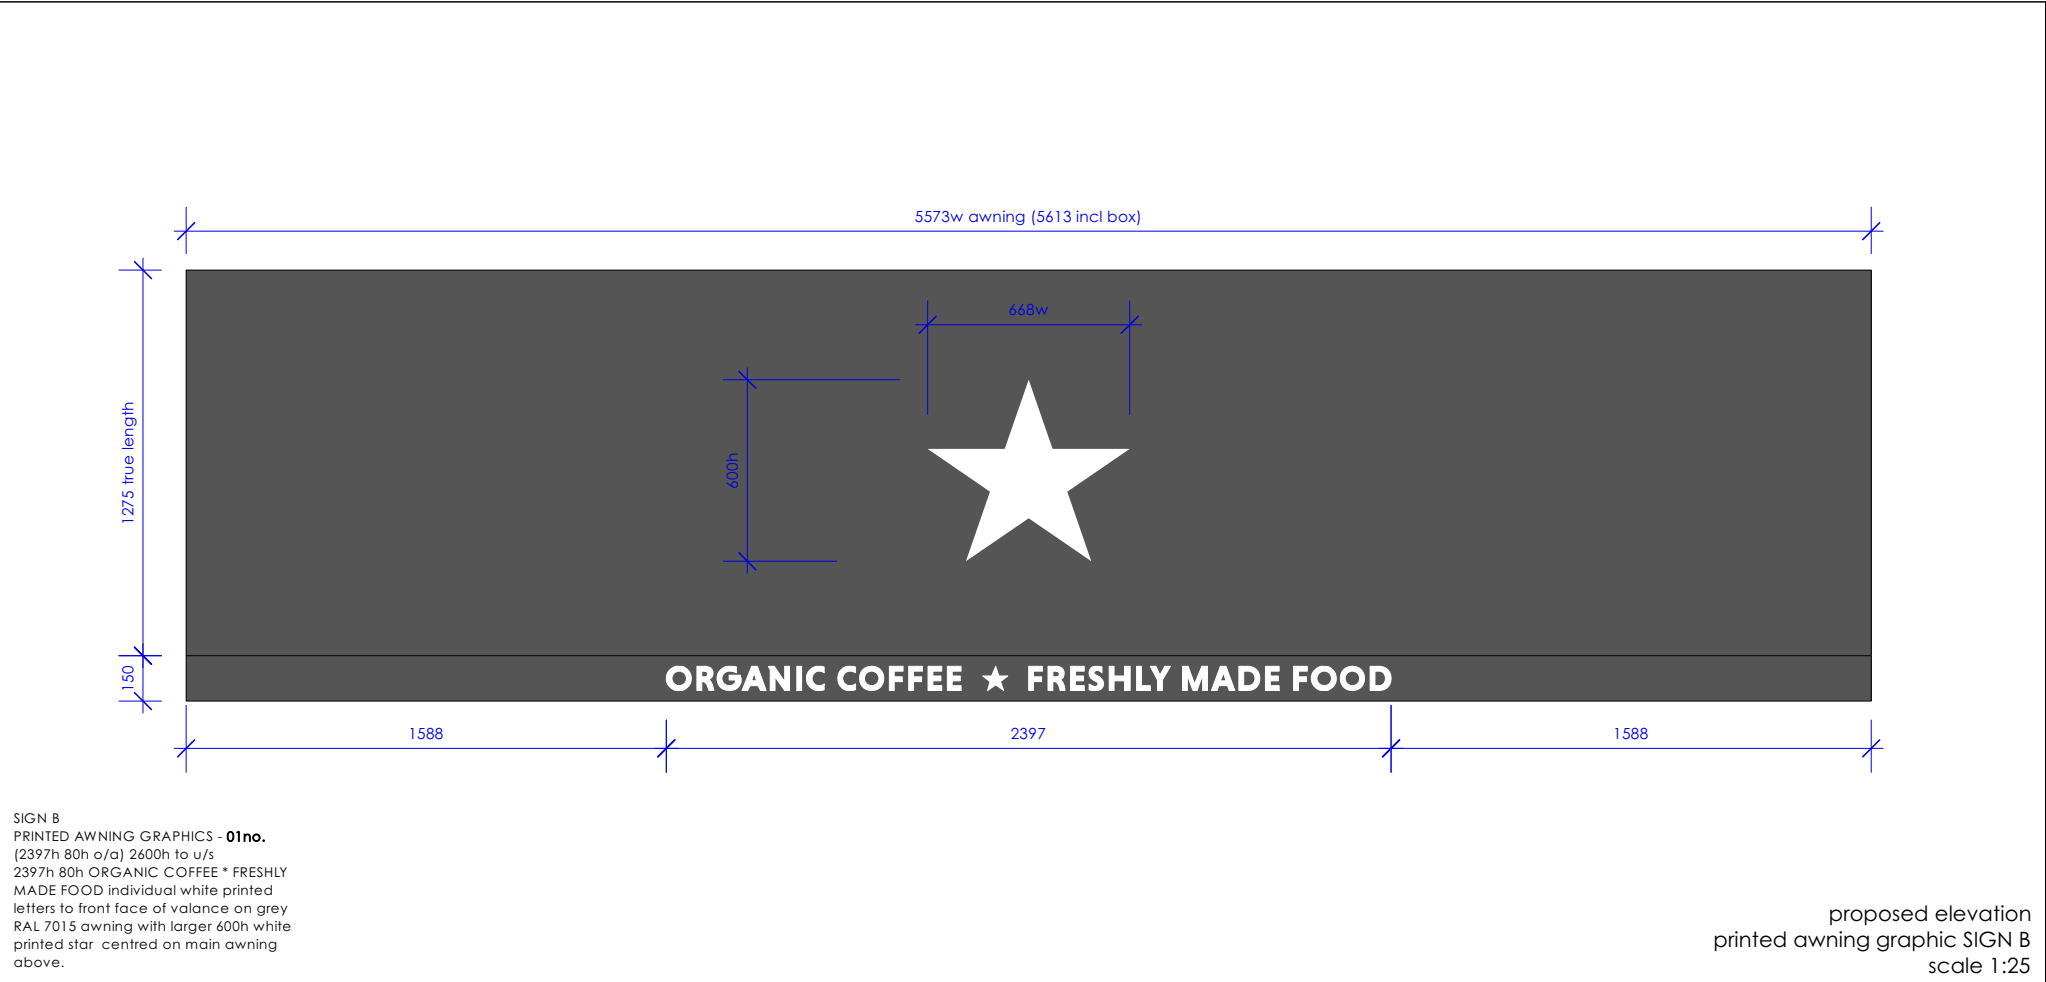 5573w awning (5613 incl box)
668w
600h
1275 true length
150
ORGANIC COFFEE ★ FRESHLY MADE FOOD
1588
2397
1588
SIGN B
PRINTED AWNING GRAPHICS - 01no.
(2397h 80h o/a) 2600h to u/s
2397h 80h ORGANIC COFFEE * FRESHLY
MADE FOOD individual white printed
letters to front face of valance on grey
RAL 7015 awning with larger 600h white
printed star centred on main awning
above.
proposed elevation
printed awning graphic SIGN B
scale 1:25